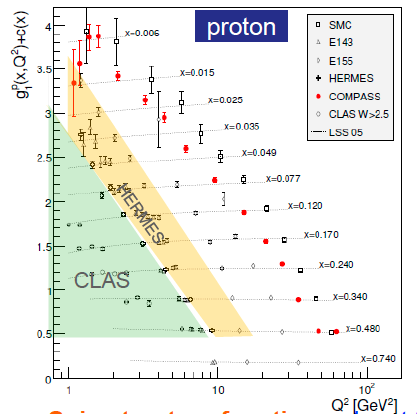 proton
SMC
E143
E155
HERMES
COMPASS
CLAS W>2.5
LSS 05
g₁ᵖ(x,Q²)+c(x)
4
3.5
3
2.5
2
1.5
1
0.5
0
x=0.006
x=0.015
x=0.025
x=0.035
x=0.049
x=0.077
x=0.120
x=0.170
x=0.240
x=0.340
x=0.480
x=0.740
HERMES
CLAS
1
10
10²
Q² [GeV²]